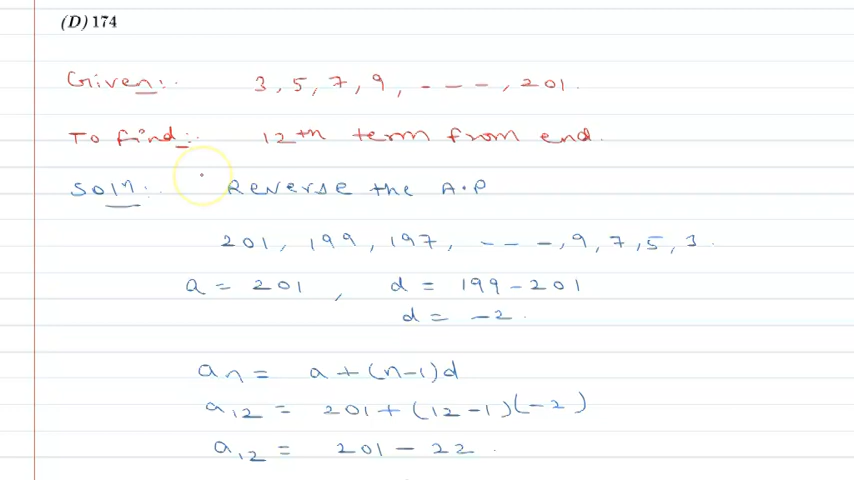 (D) 174
Given:- 3, 5, 7, 9, - - - , 201.
To find:- 12th term from end.
Soln:- Reverse the A.P
201, 199, 197, - - - , 9, 7, 5, 3.
a = 201 , d = 199 - 201
d = -2.
an = a + (n-1)d
a12 = 201 + (12-1)(-2)
a12 = 201 - 22.